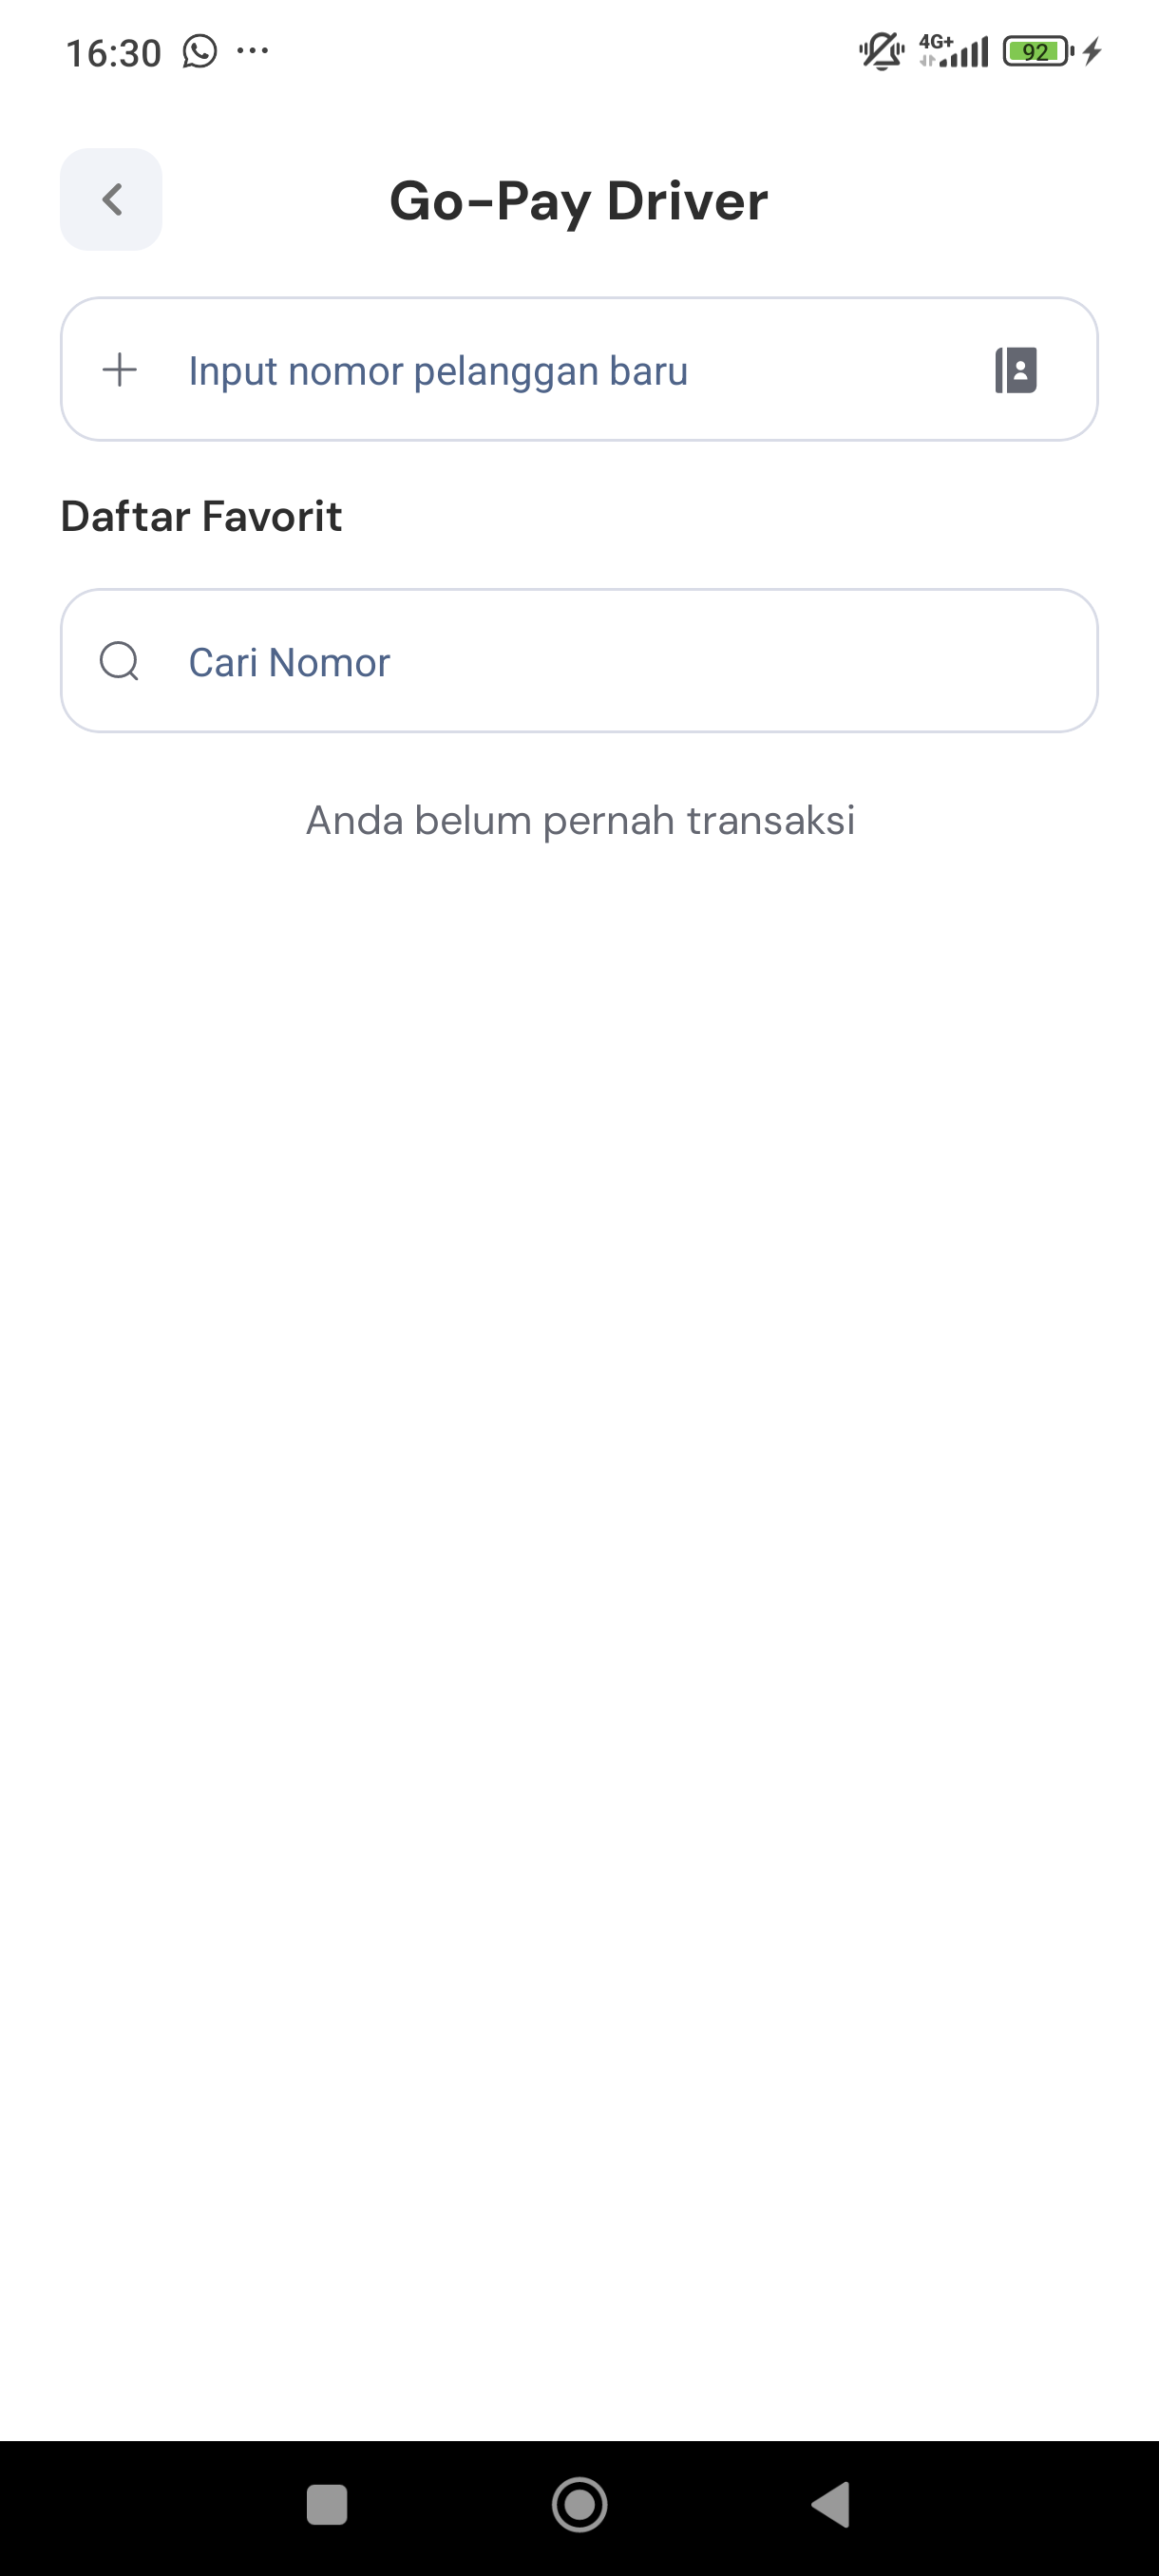 16:30
4G+
92
Go-Pay Driver
Input nomor pelanggan baru
Daftar Favorit
Cari Nomor
Anda belum pernah transaksi